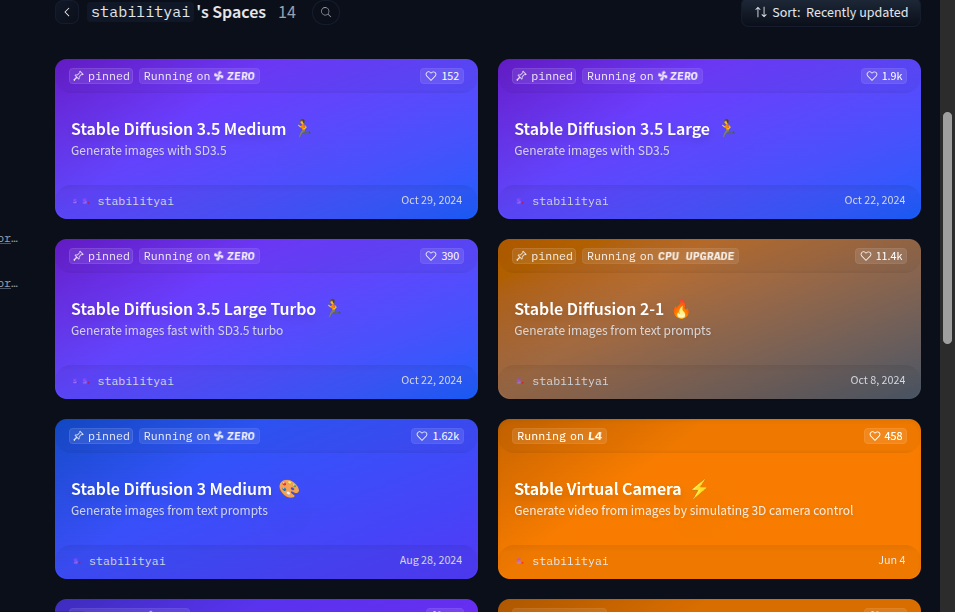 stabilityai 's Spaces 14
Sort: Recently updated
pinned Running on ZERO 152
Stable Diffusion 3.5 Medium
Generate images with SD3.5
stabilityai Oct 29, 2024
pinned Running on ZERO 1.9k
Stable Diffusion 3.5 Large
Generate images with SD3.5
stabilityai Oct 22, 2024
or…
or…
pinned Running on ZERO 390
Stable Diffusion 3.5 Large Turbo
Generate images fast with SD3.5 turbo
stabilityai Oct 22, 2024
pinned Running on CPU UPGRADE 11.4k
Stable Diffusion 2-1
Generate images from text prompts
stabilityai Oct 8, 2024
pinned Running on ZERO 1.62k
Stable Diffusion 3 Medium
Generate images from text prompts
stabilityai Aug 28, 2024
Running on L4 458
Stable Virtual Camera
Generate video from images by simulating 3D camera control
stabilityai Jun 4